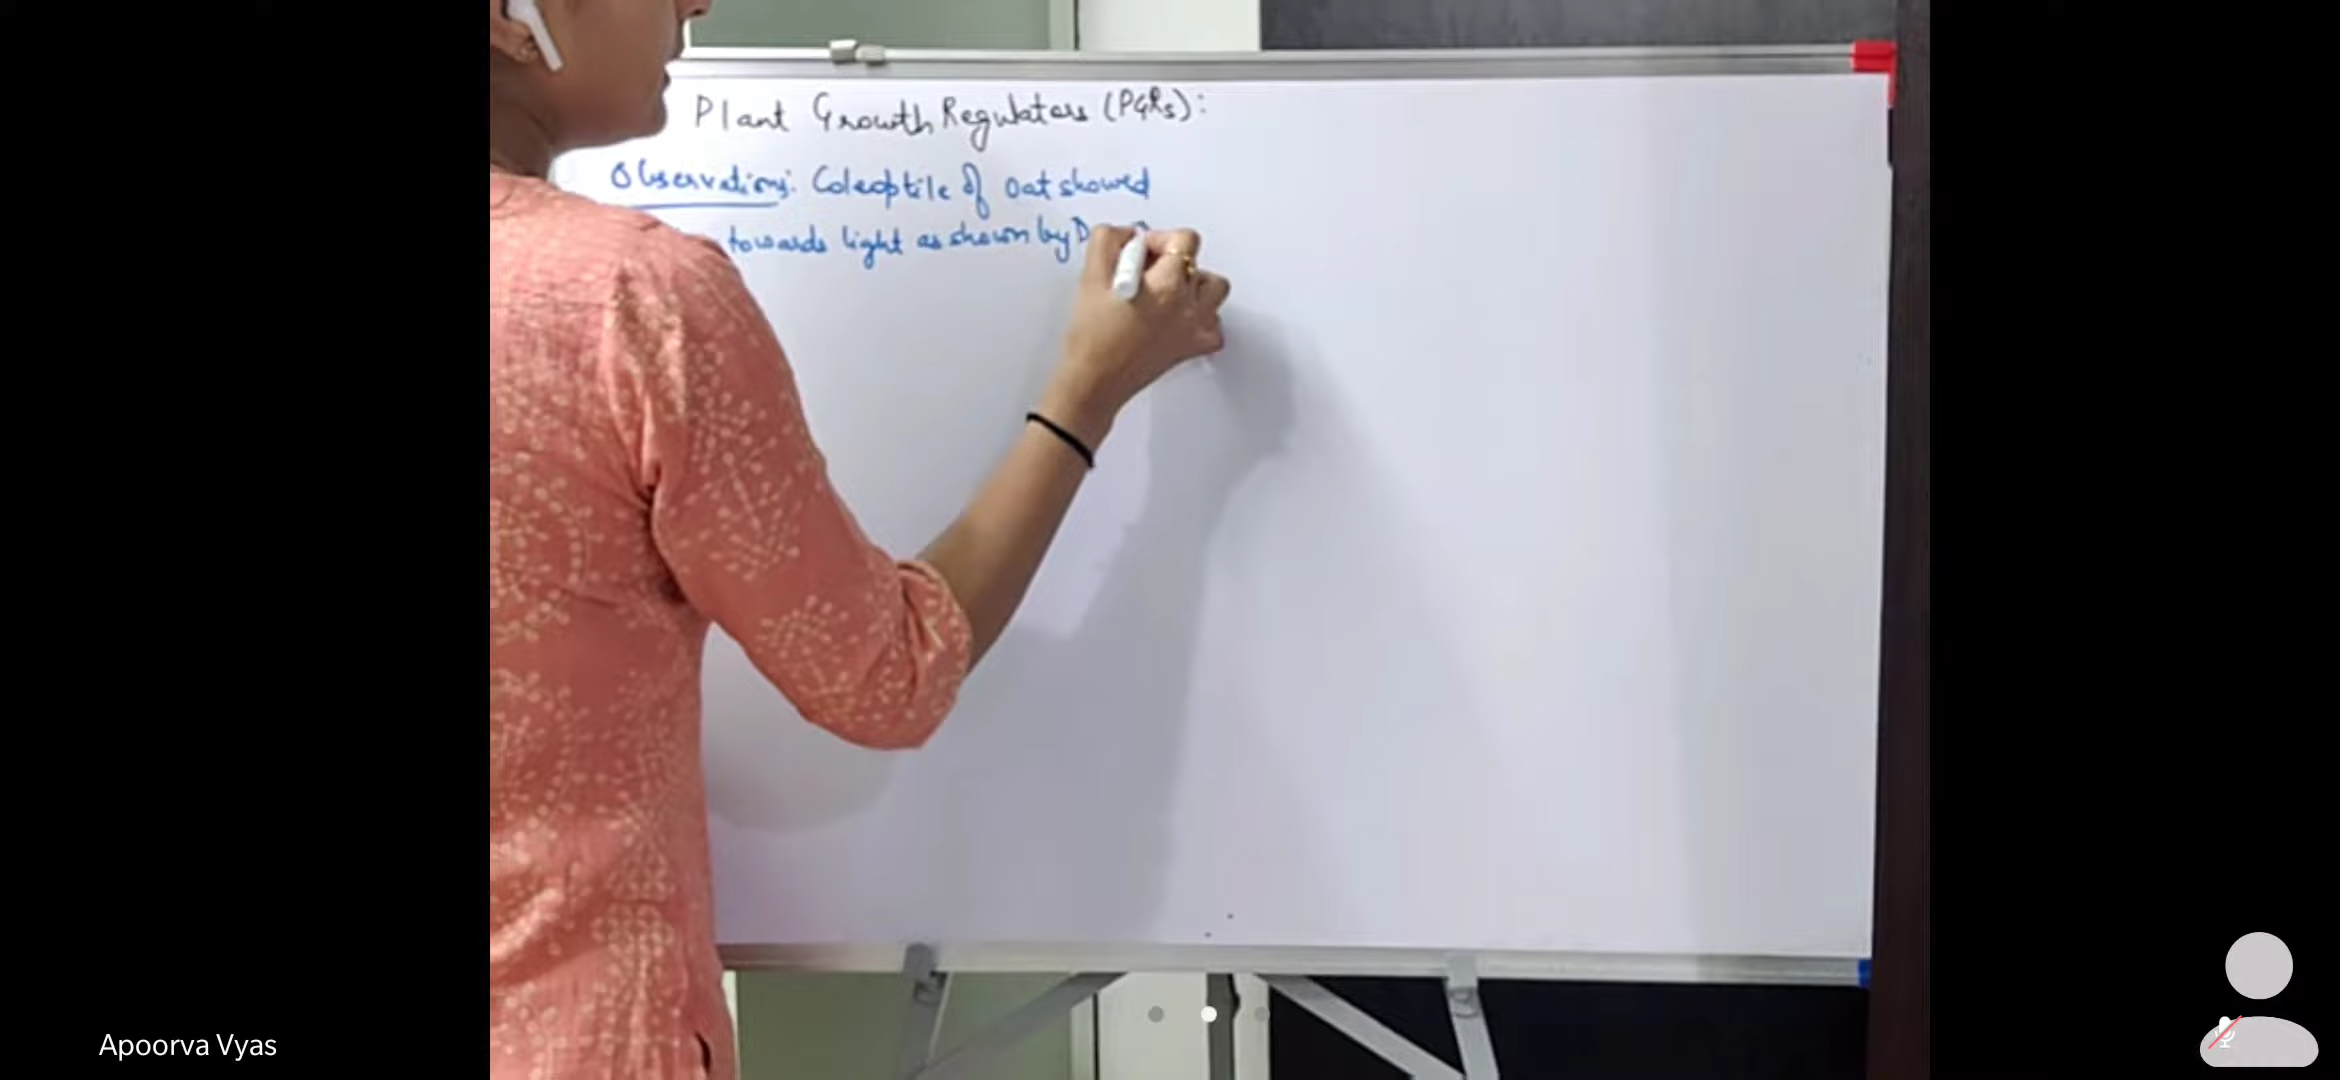 Plant Growth Regulators (PGRs):
Observations: Coleoptile of oat showed
towards light as shown by D
Apoorva Vyas